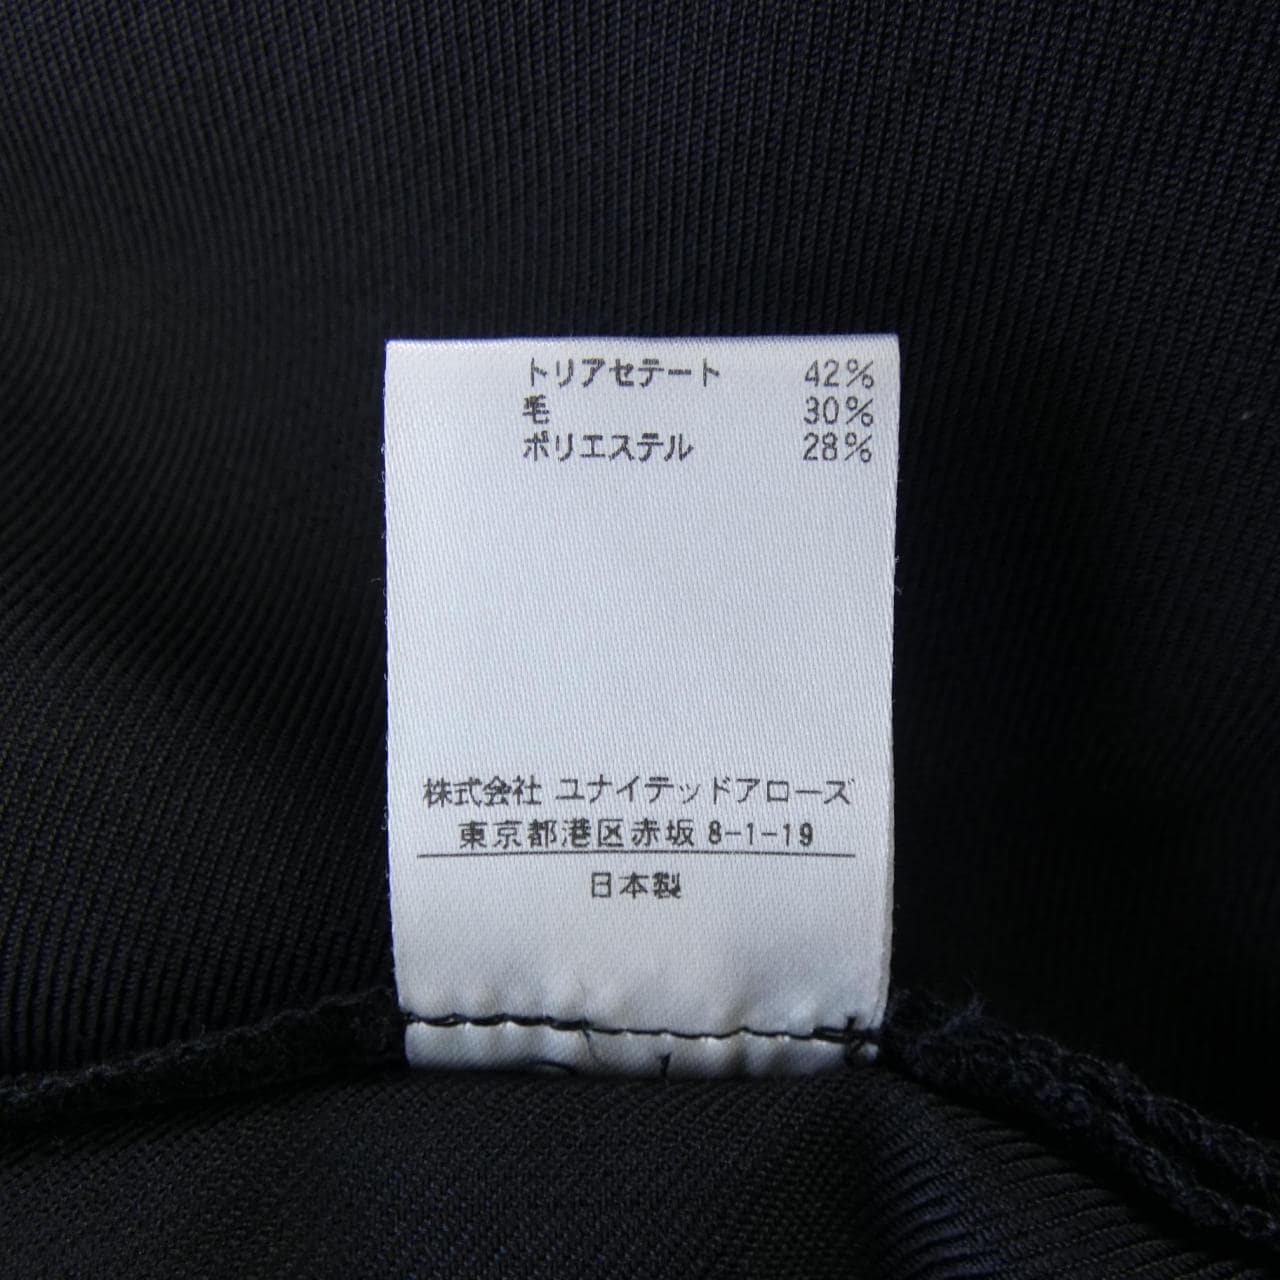 トリアセテート 42%
毛 30%
ポリエステル 28%
株式会社 ユナイテッドアローズ
東京都港区赤坂 8-1-19
日本製